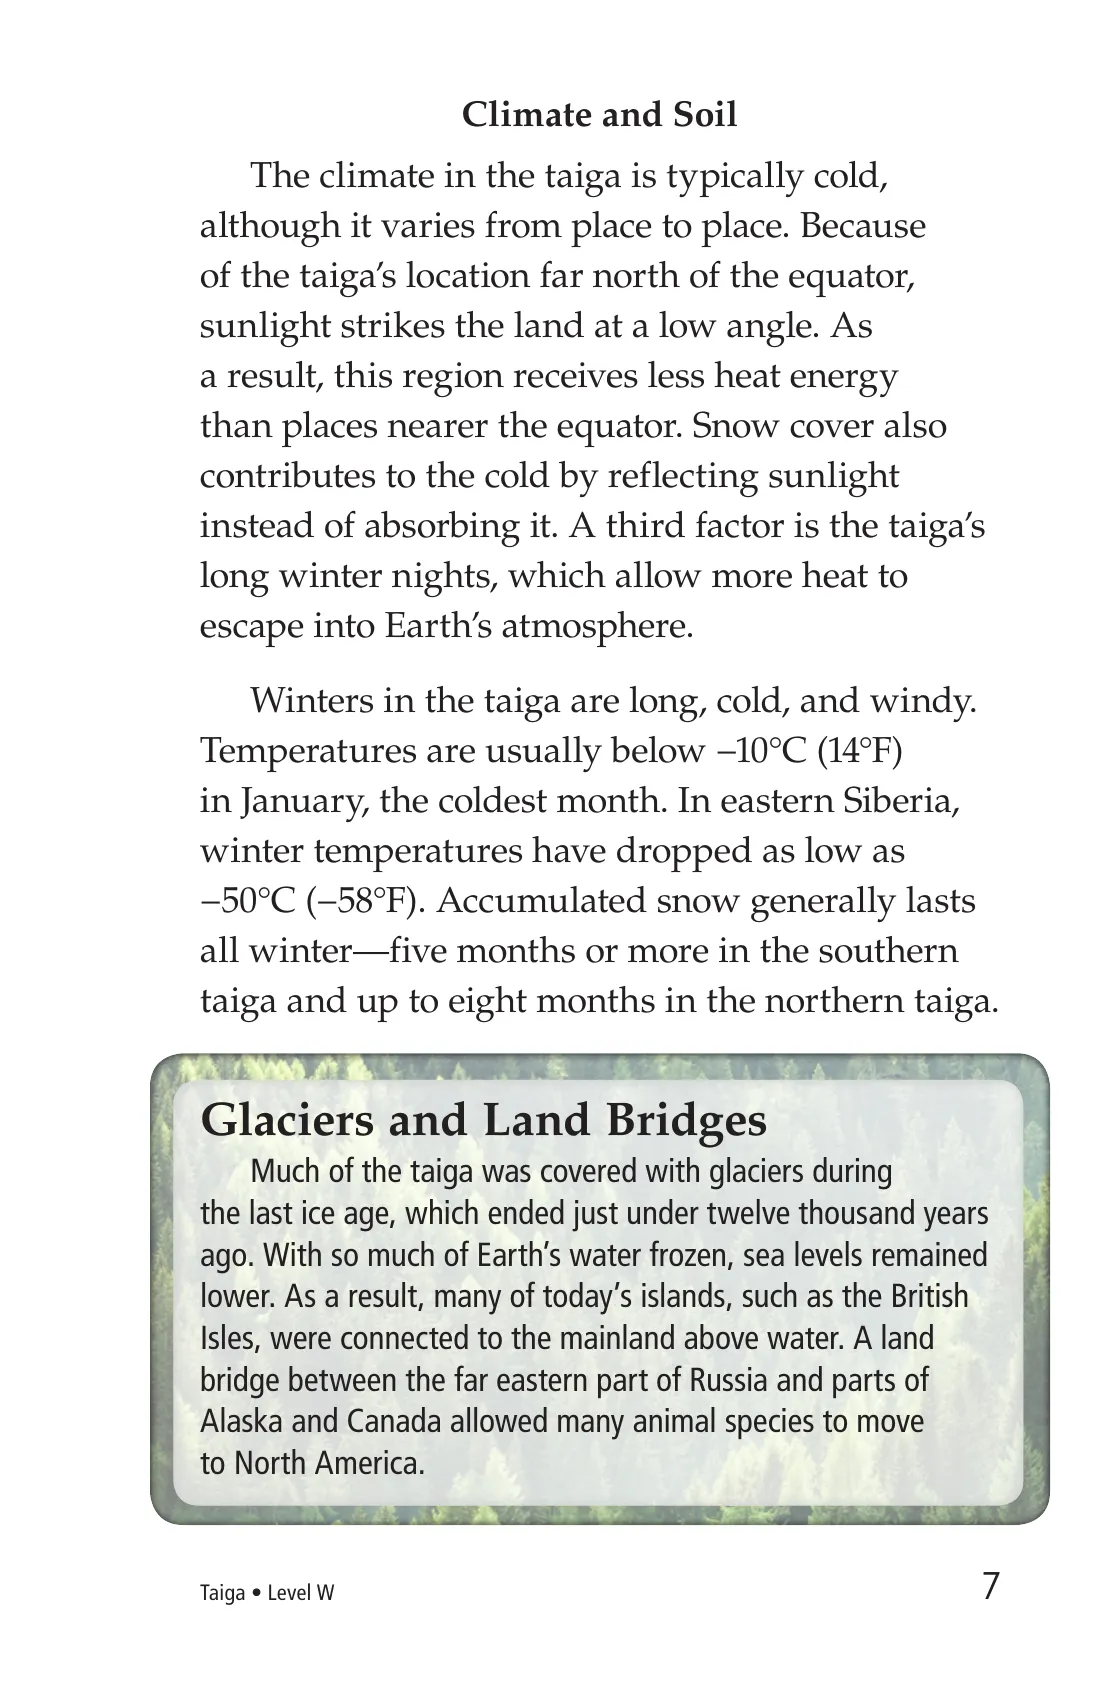 Climate and Soil
The climate in the taiga is typically cold,
although it varies from place to place. Because
of the taiga’s location far north of the equator,
sunlight strikes the land at a low angle. As
a result, this region receives less heat energy
than places nearer the equator. Snow cover also
contributes to the cold by reflecting sunlight
instead of absorbing it. A third factor is the taiga’s
long winter nights, which allow more heat to
escape into Earth’s atmosphere.
Winters in the taiga are long, cold, and windy.
Temperatures are usually below –10°C (14°F)
in January, the coldest month. In eastern Siberia,
winter temperatures have dropped as low as
–50°C (–58°F). Accumulated snow generally lasts
all winter—five months or more in the southern
taiga and up to eight months in the northern taiga.
Glaciers and Land Bridges
Much of the taiga was covered with glaciers during
the last ice age, which ended just under twelve thousand years
ago. With so much of Earth’s water frozen, sea levels remained
lower. As a result, many of today’s islands, such as the British
Isles, were connected to the mainland above water. A land
bridge between the far eastern part of Russia and parts of
Alaska and Canada allowed many animal species to move
to North America.
Taiga • Level W
7